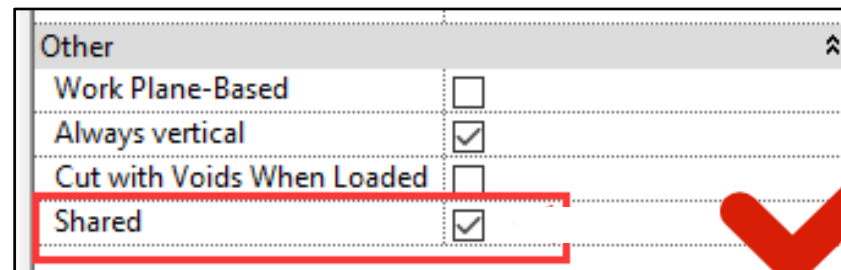 Other
Work Plane-Based
Always vertical
Cut with Voids When Loaded
Shared